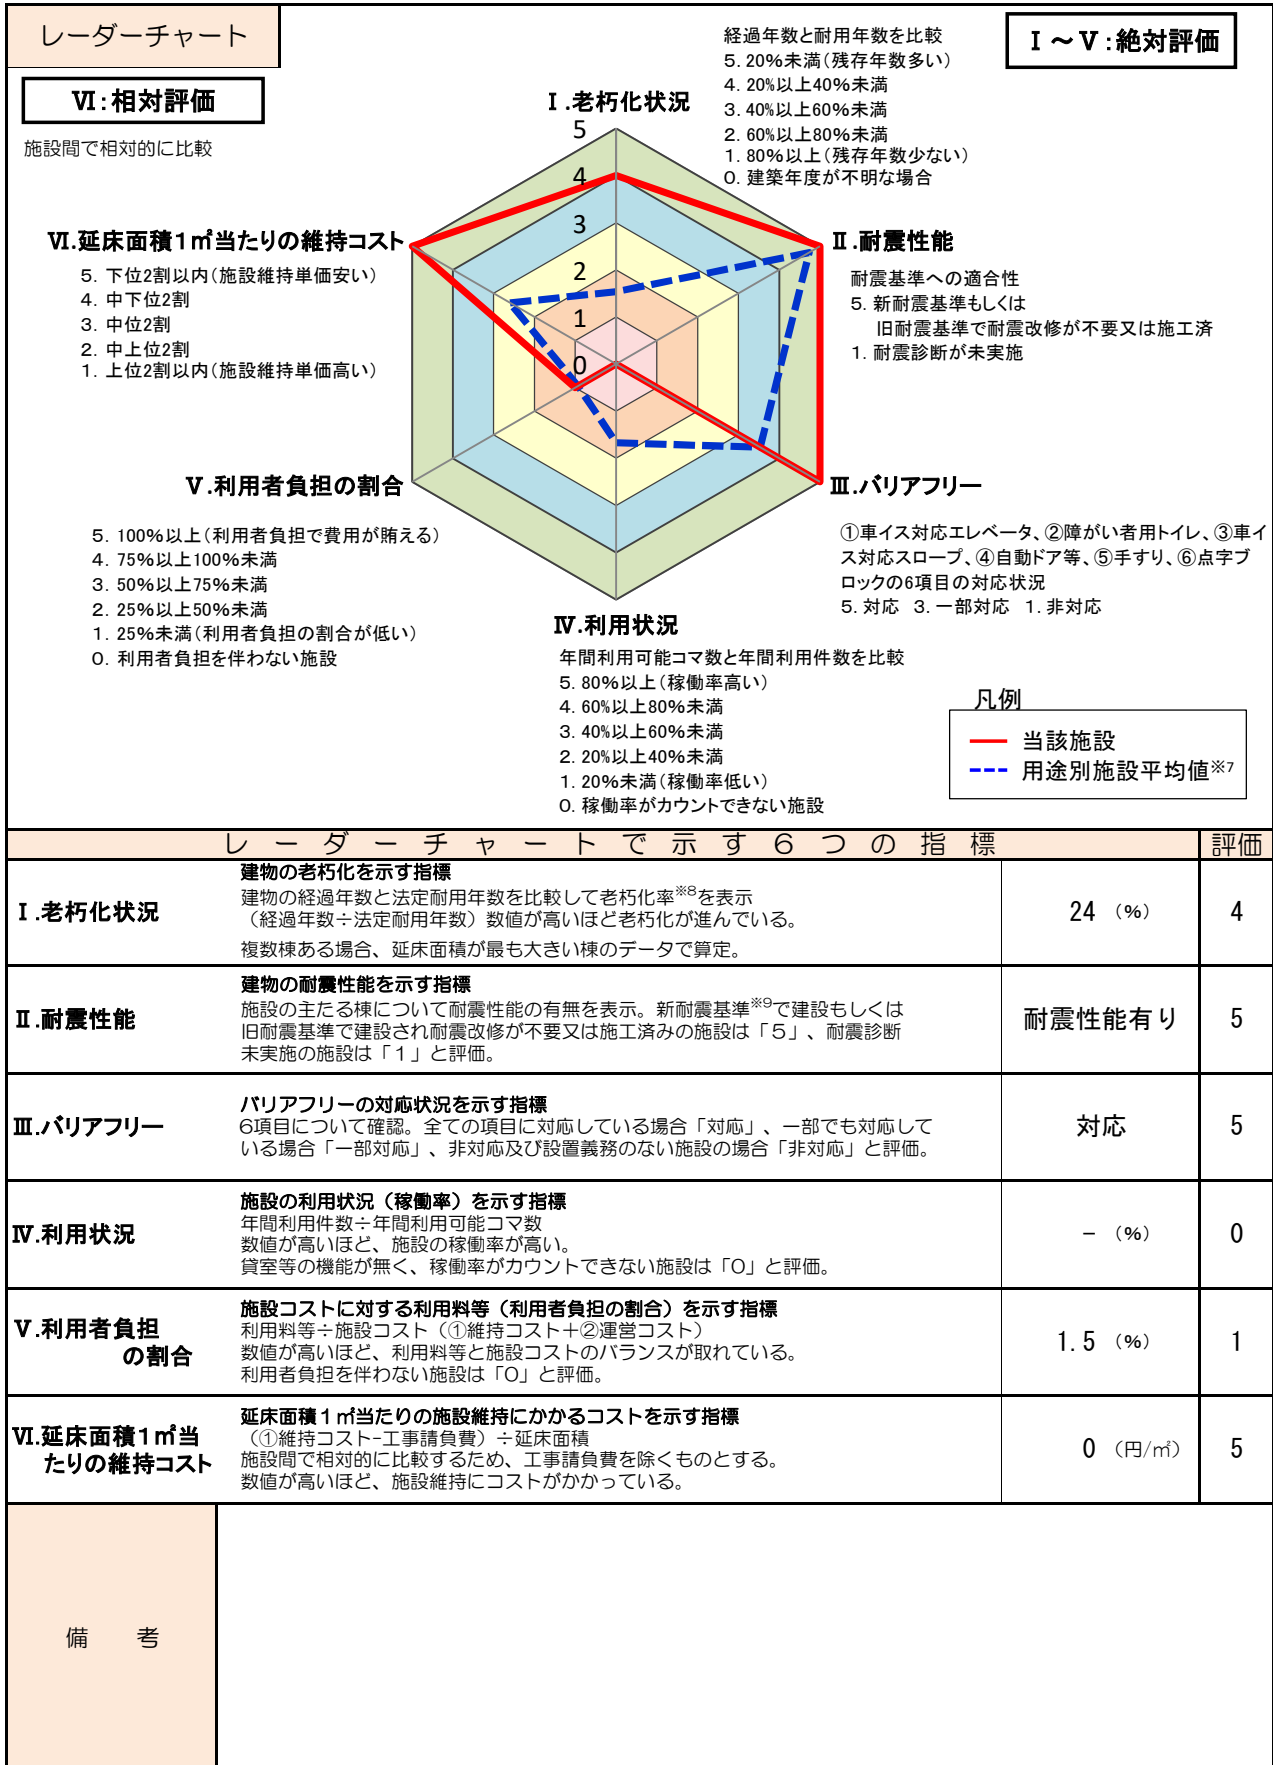 レーダーチャート
Ⅰ～Ⅴ:絶対評価
Ⅵ:相対評価
施設間で相対的に比較
Ⅰ.老朽化状況
経過年数と耐用年数を比較
5. 20%未満(残存年数多い)
4. 20%以上40%未満
3. 40%以上60%未満
2. 60%以上80%未満
1. 80%以上(残存年数少ない)
0. 建築年度が不明な場合
5
4
3
2
1
0
Ⅱ.耐震性能
耐震基準への適合性
5. 新耐震基準もしくは
旧耐震基準で耐震改修が不要又は施工済
1. 耐震診断が未実施
Ⅵ.延床面積1㎡当たりの維持コスト
5. 下位2割以内(施設維持単価安い)
4. 中下位2割
3. 中位2割
2. 中上位2割
1. 上位2割以内(施設維持単価高い)
Ⅲ.バリアフリー
①車イス対応エレベータ、②障がい者用トイレ、③車イ
ス対応スロープ、④自動ドア等、⑤手すり、⑥点字ブ
ロックの6項目の対応状況
5. 対応 3. 一部対応 1. 非対応
Ⅴ.利用者負担の割合
5. 100%以上(利用者負担で費用が賄える)
4. 75%以上100%未満
3. 50%以上75%未満
2. 25%以上50%未満
1. 25%未満(利用者負担の割合が低い)
0. 利用者負担を伴わない施設
Ⅳ.利用状況
年間利用可能コマ数と年間利用件数を比較
5. 80%以上(稼働率高い)
4. 60%以上80%未満
3. 40%以上60%未満
2. 20%以上40%未満
1. 20%未満(稼働率低い)
0. 稼働率がカウントできない施設
凡例
当該施設
用途別施設平均値※7
レーダーチャートで示す6つの指標 評価
Ⅰ.老朽化状況
建物の老朽化を示す指標
建物の経過年数と法定耐用年数を比較して老朽化率※8を表示
(経過年数÷法定耐用年数) 数値が高いほど老朽化が進んでいる。
複数棟ある場合、延床面積が最も大きい棟のデータで算定。
24 (%) 4
Ⅱ.耐震性能
建物の耐震性能を示す指標
施設の主たる棟について耐震性能の有無を表示。新耐震基準※9で建設もしくは
旧耐震基準で建設され耐震改修が不要又は施工済みの施設は「5」、耐震診断
未実施の施設は「1」と評価。
耐震性能有り 5
Ⅲ.バリアフリー
バリアフリーの対応状況を示す指標
6項目について確認。全ての項目に対応している場合「対応」、一部でも対応して
いる場合「一部対応」、非対応及び設置義務のない施設の場合「非対応」と評価。
対応 5
Ⅳ.利用状況
施設の利用状況(稼働率)を示す指標
年間利用件数÷年間利用可能コマ数
数値が高いほど、施設の稼働率が高い。
貸室等の機能が無く、稼働率がカウントできない施設は「0」と評価。
− (%) 0
Ⅴ.利用者負担
の割合
施設コストに対する利用料等(利用者負担の割合)を示す指標
利用料等÷施設コスト(①維持コスト+②運営コスト)
数値が高いほど、利用料等と施設コストのバランスが取れている。
利用者負担を伴わない施設は「0」と評価。
1.5 (%) 1
Ⅵ.延床面積1㎡当
たりの維持コスト
延床面積1㎡当たりの施設維持にかかるコストを示す指標
(①維持コスト-工事請負費)÷延床面積
施設間で相対的に比較するため、工事請負費を除くものとする。
数値が高いほど、施設維持にコストがかかっている。
0 (円/㎡) 5
備 考